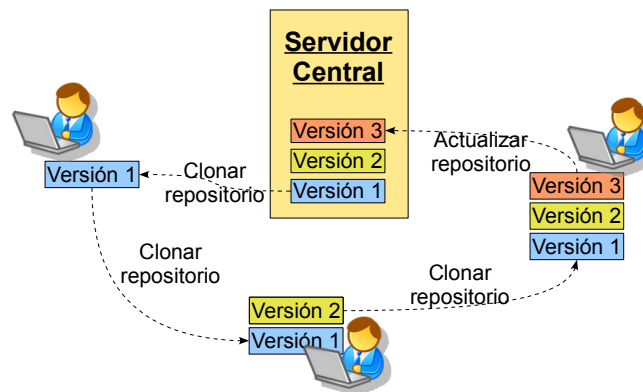 Servidor
Central
Versión 3
Versión 2
Versión 1
Versión 1
Clonar
repositorio
Actualizar
repositorio
Versión 3
Versión 2
Versión 1
Clonar
repositorio
Clonar
repositorio
Versión 2
Versión 1